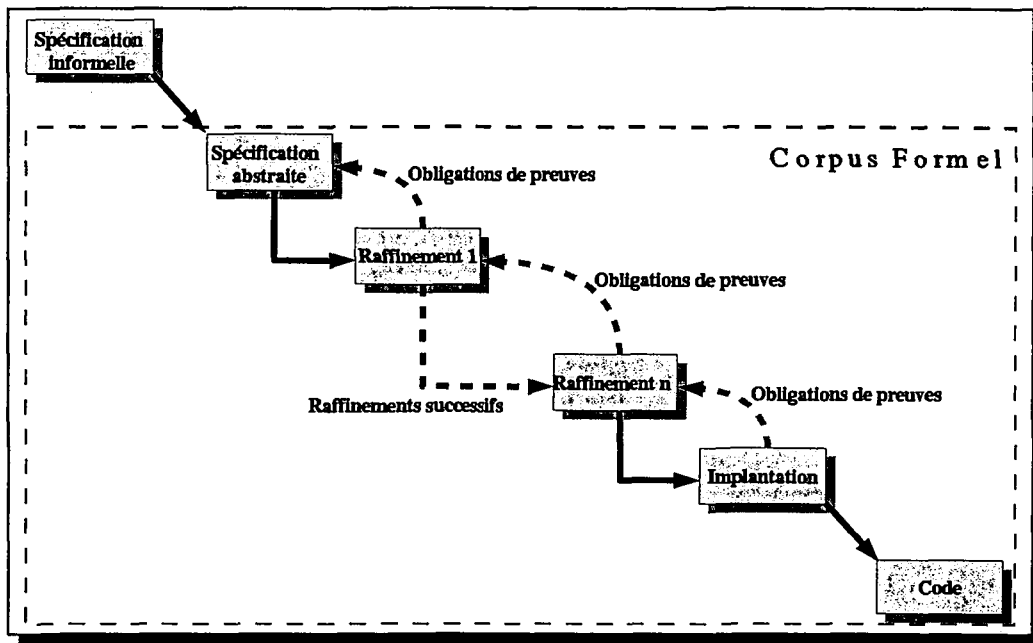 Spécification
informelle
Corpus Formel
Spécification
abstraite
Obligations de preuves
Raffinement 1
Obligations de preuves
Raffinement n
Raffinements successifs
Obligations de preuves
Implantation
Code